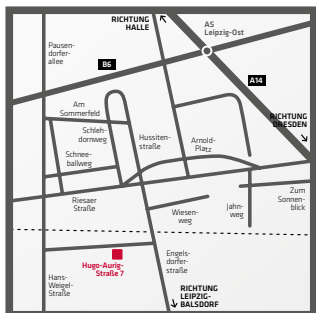 RICHTUNG
HALLE
AS
Leipzig-Ost
Pausen-
dorfer-
allee
B6
A14
Am
Sommerfeld
RICHTUNG
DRESDEN
Schleh-
dornweg
Hussiten-
straße
Arnold-
Platz
Schnee-
ballweg
Riesaer
Straße
Zum
Sonnen-
blick
Jahn-
weg
Wiesen-
weg
Hugo-Aurig-
Straße 7
Engels-
dorfer-
straße
Hans-
Weigel-
Straße
RICHTUNG
LEIPZIG-
BALSDORF